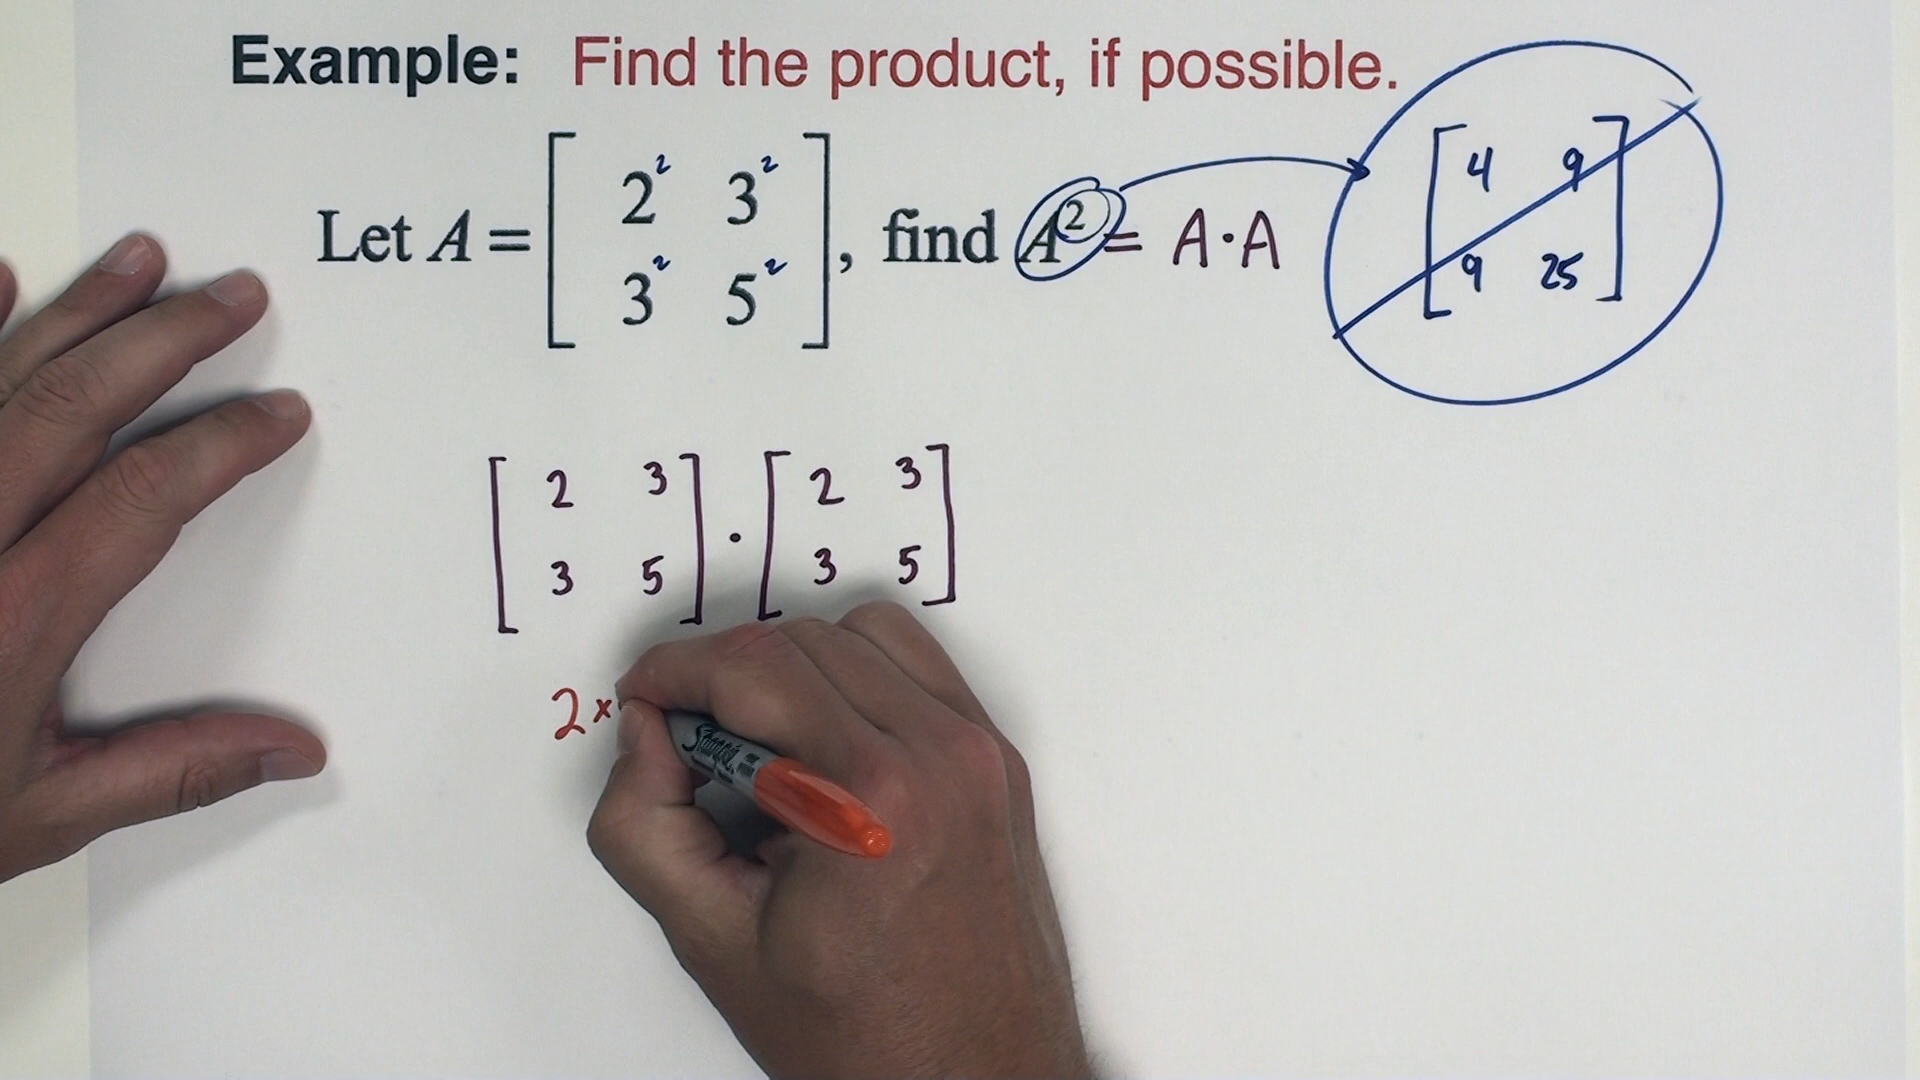 Example: Find the product, if possible.
Let A = [ 2² 3² ], find A² = A·A [ 4 9 ]
[ 3² 5² ] [ 9 25 ]
[ 2 3 ] · [ 2 3 ]
[ 3 5 ] [ 3 5 ]
2×
Sharpie